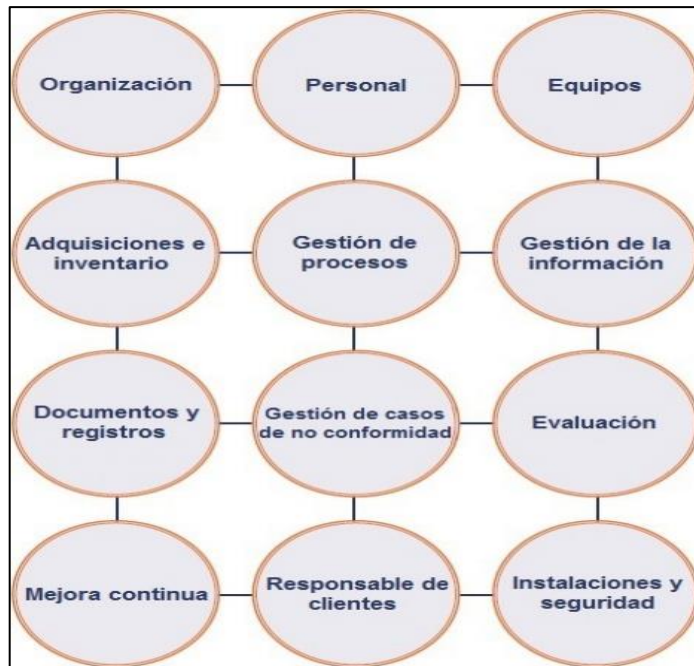 Organización
Personal
Equipos
Adquisiciones e
inventario
Gestión de
procesos
Gestión de la
información
Documentos y
registros
Gestión de casos
de no conformidad
Evaluación
Mejora continua
Responsable de
clientes
Instalaciones y
seguridad